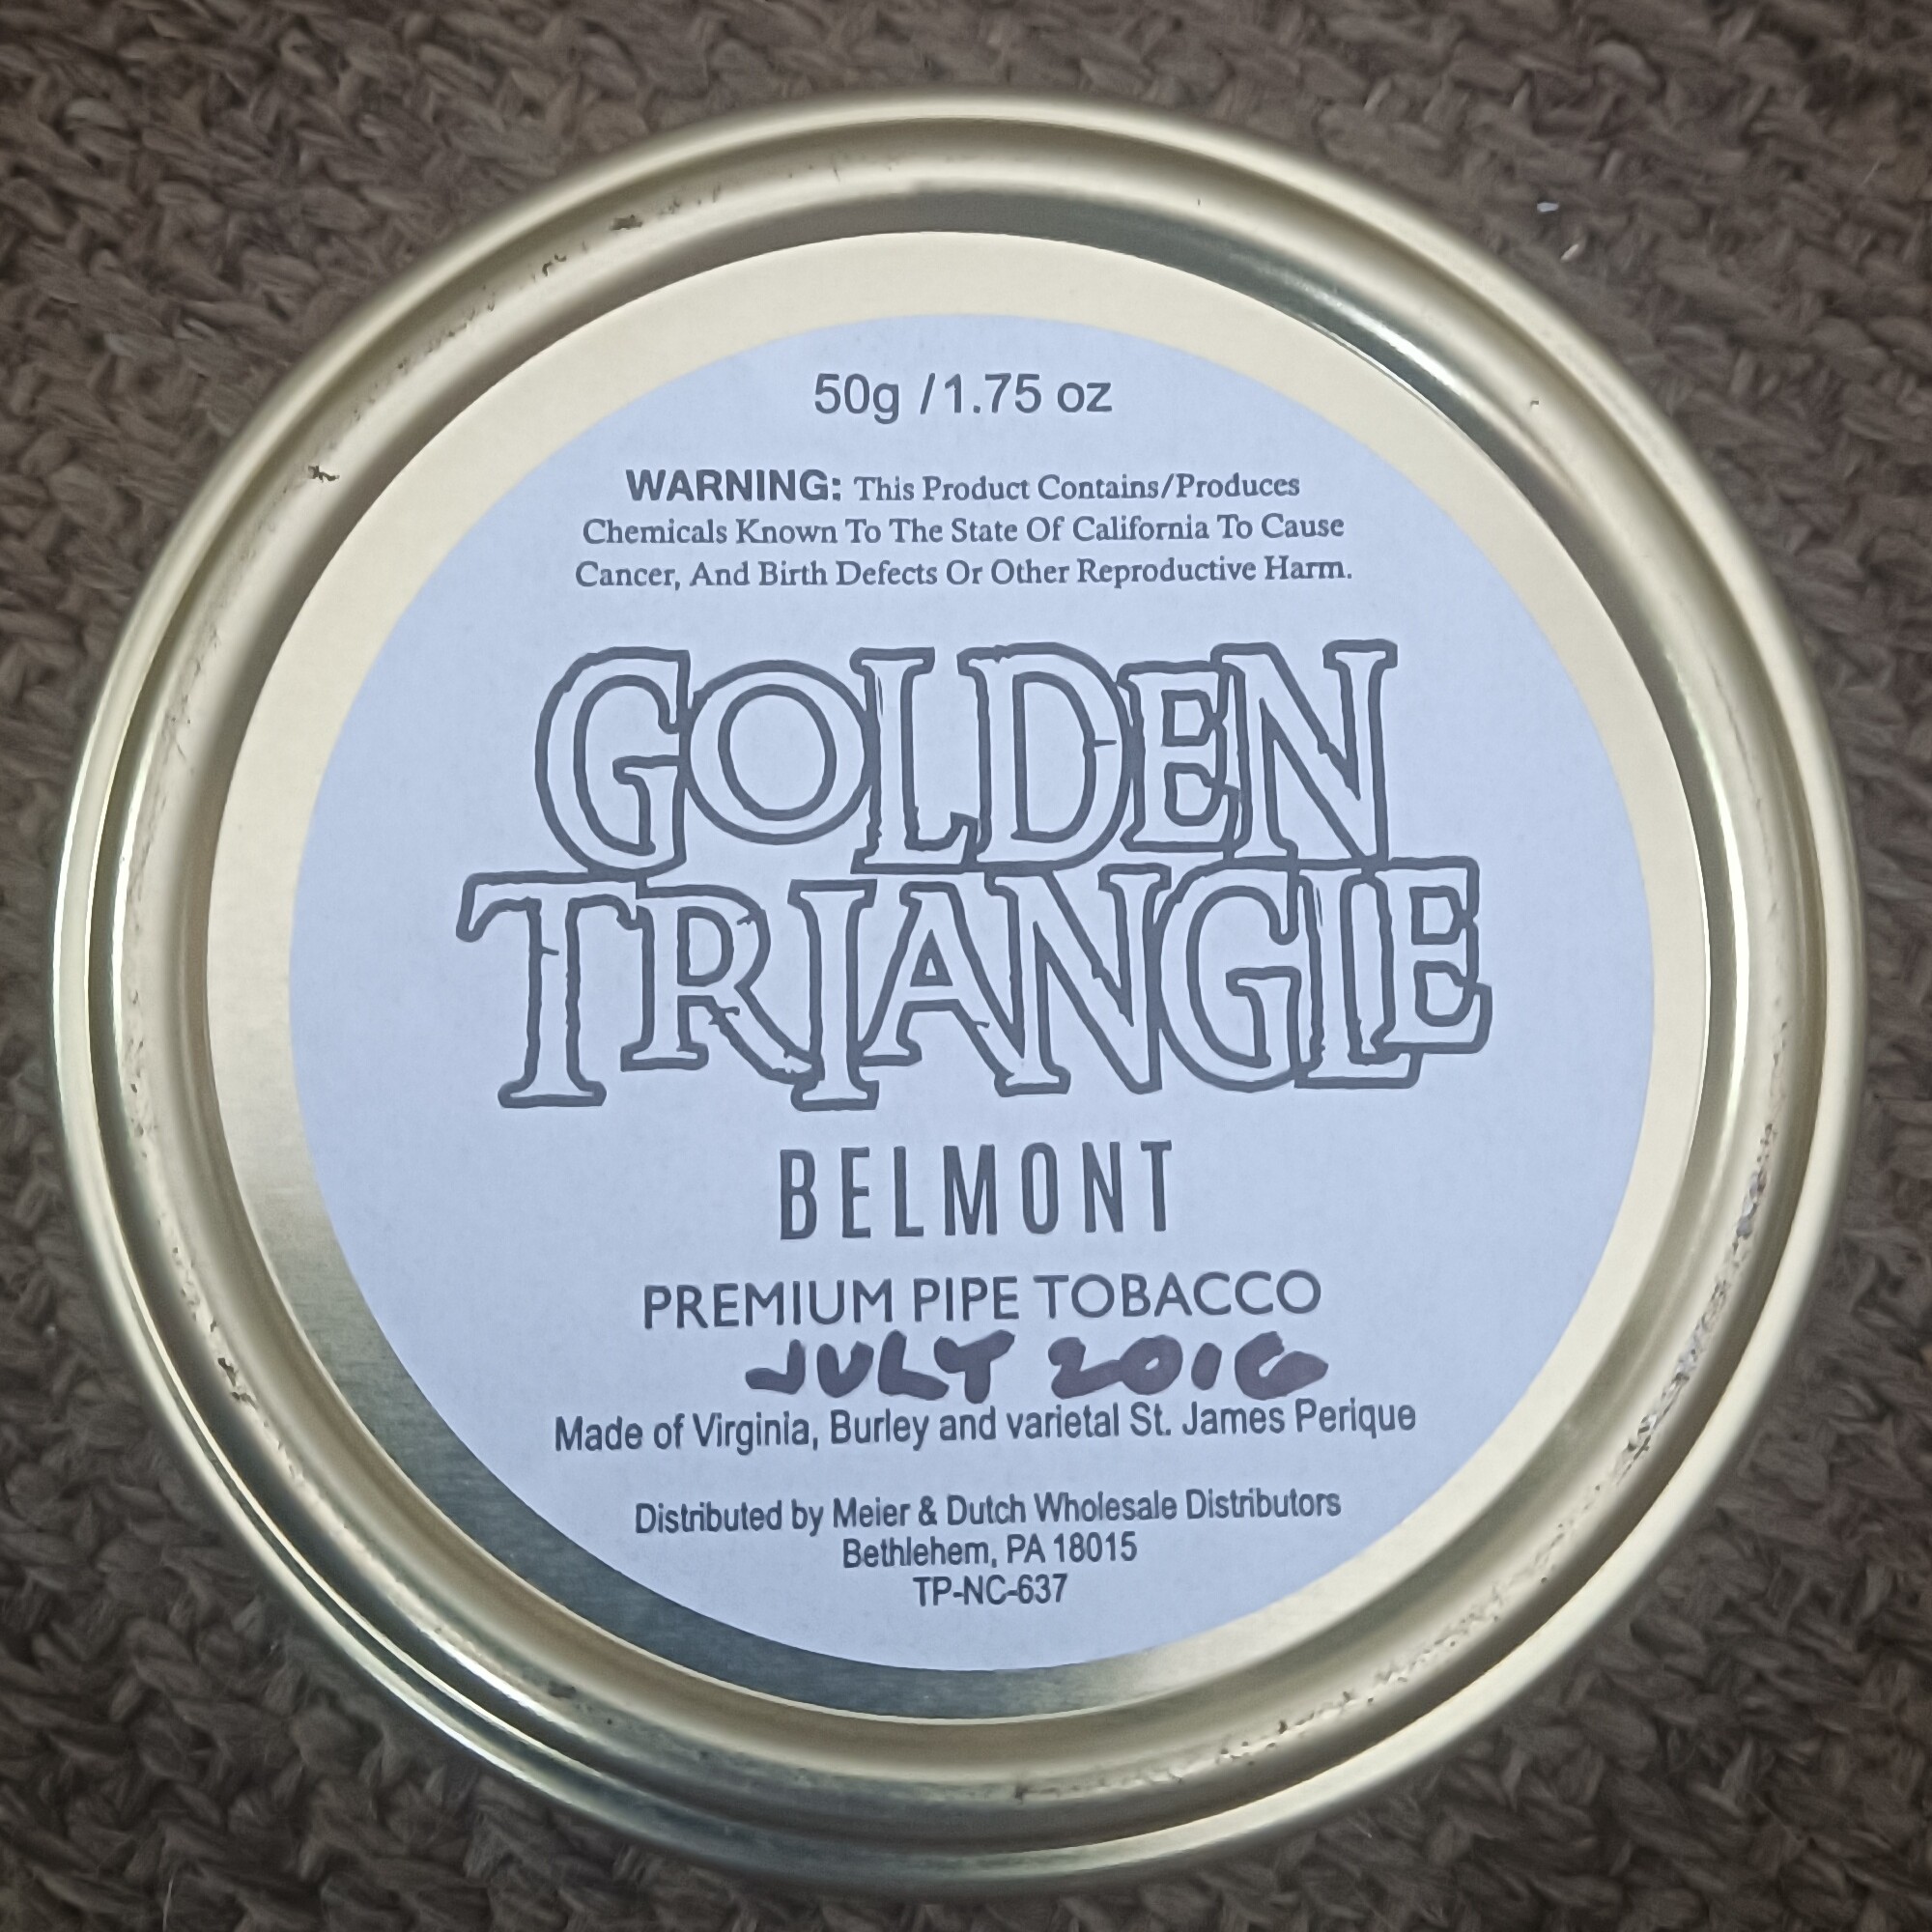 50g /1.75 oz
WARNING: This Product Contains/Produces
Chemicals Known To The State Of California To Cause
Cancer, And Birth Defects Or Other Reproductive Harm.
GOLDEN
TRIANGLE
BELMONT
PREMIUM PIPE TOBACCO
JULY 2016
Made of Virginia, Burley and varietal St. James Perique
Distributed by Meier & Dutch Wholesale Distributors
Bethlehem, PA 18015
TP-NC-637